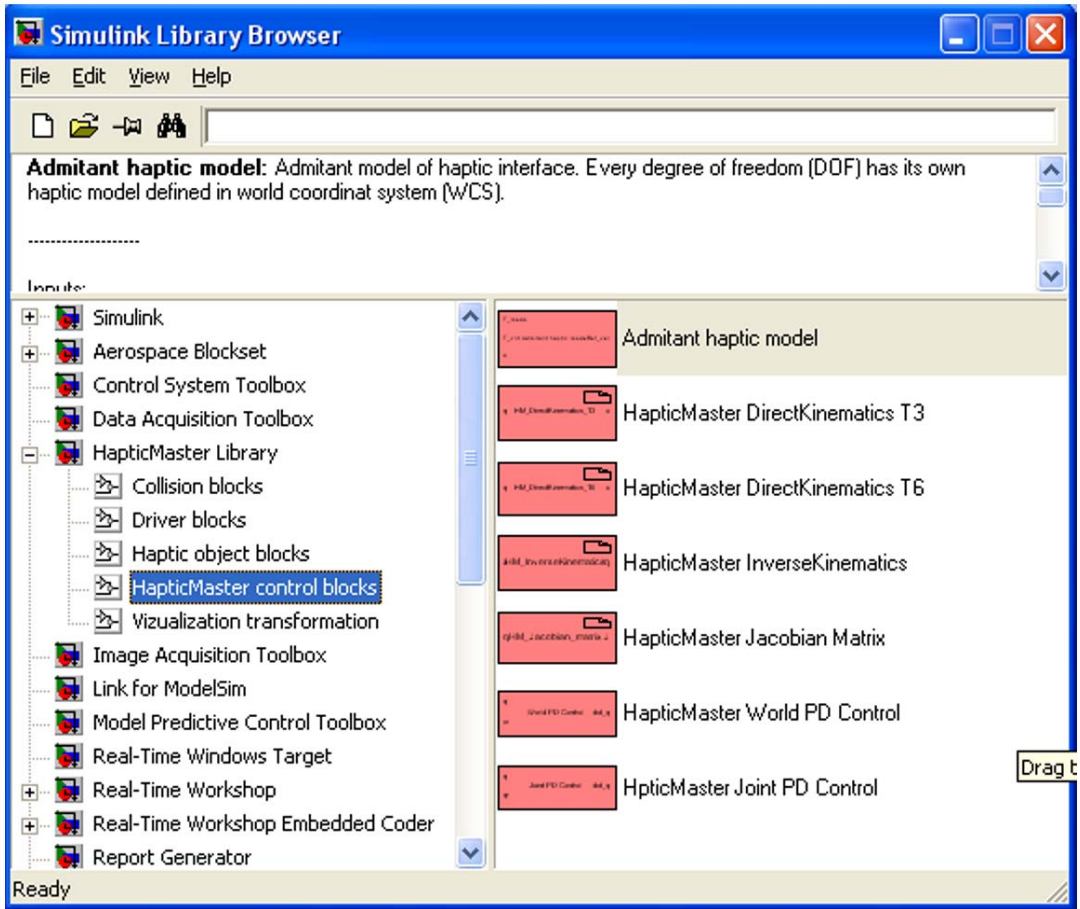 Simulink Library Browser
File Edit View Help
Admitant haptic model: Admitant model of haptic interface. Every degree of freedom (DOF) has its own
haptic model defined in world coordinat system (WCS).
--------------------
Inputs:
Simulink
Aerospace Blockset
Control System Toolbox
Data Acquisition Toolbox
HapticMaster Library
Collision blocks
Driver blocks
Haptic object blocks
HapticMaster control blocks
Vizualization transformation
Image Acquisition Toolbox
Link for ModelSim
Model Predictive Control Toolbox
Real-Time Windows Target
Real-Time Workshop
Real-Time Workshop Embedded Coder
Report Generator
Admitant haptic model
HapticMaster DirectKinematics T3
HapticMaster DirectKinematics T6
HapticMaster InverseKinematics
HapticMaster Jacobian Matrix
HapticMaster World PD Control
HpticMaster Joint PD Control
Drag
Ready